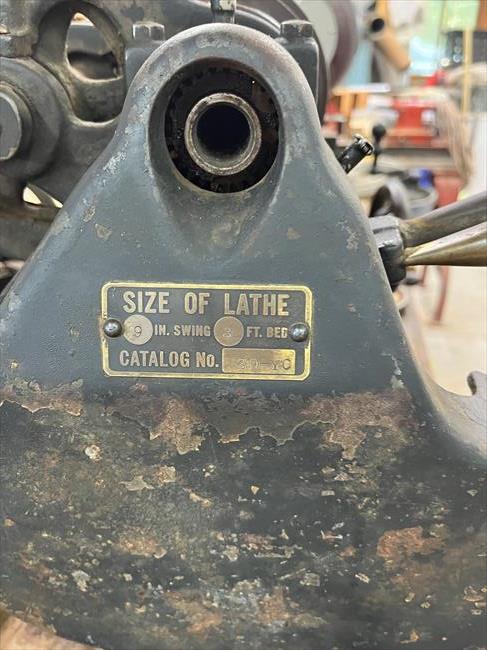 SIZE OF LATHE
9 IN. SWING 3 FT. BED
CATALOG No.